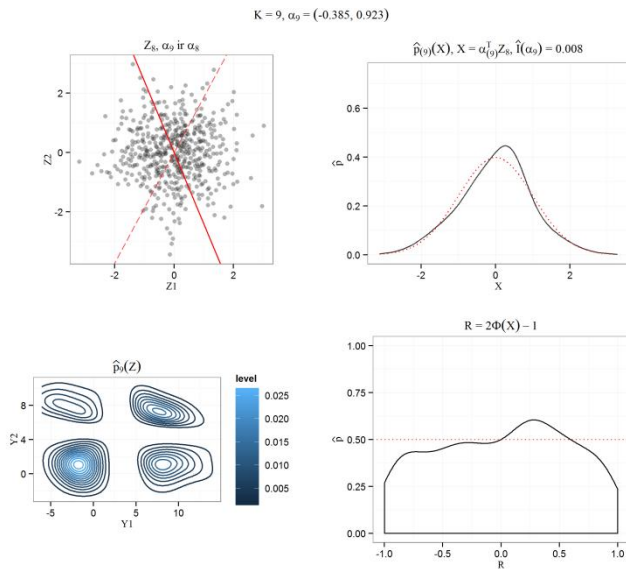 K = 9, α₉ = (-0.385, 0.923)
Z₈, α₉ ir α₈
2
0
-2
Z2
-2
0
2
Z1
p̂₍₉₎(X), X = α₍₉₎ᵀZ₈, Î(α₉) = 0.008
0.6
0.4
0.2
0.0
p̂
-2
0
2
X
p̂₉(Z)
8
4
0
Y2
-5
0
5
10
Y1
level
0.025
0.020
0.015
0.010
0.005
R = 2Φ(X) – 1
1.00
0.75
0.50
0.25
0.00
p̂
-1.0
-0.5
0.0
0.5
1.0
R